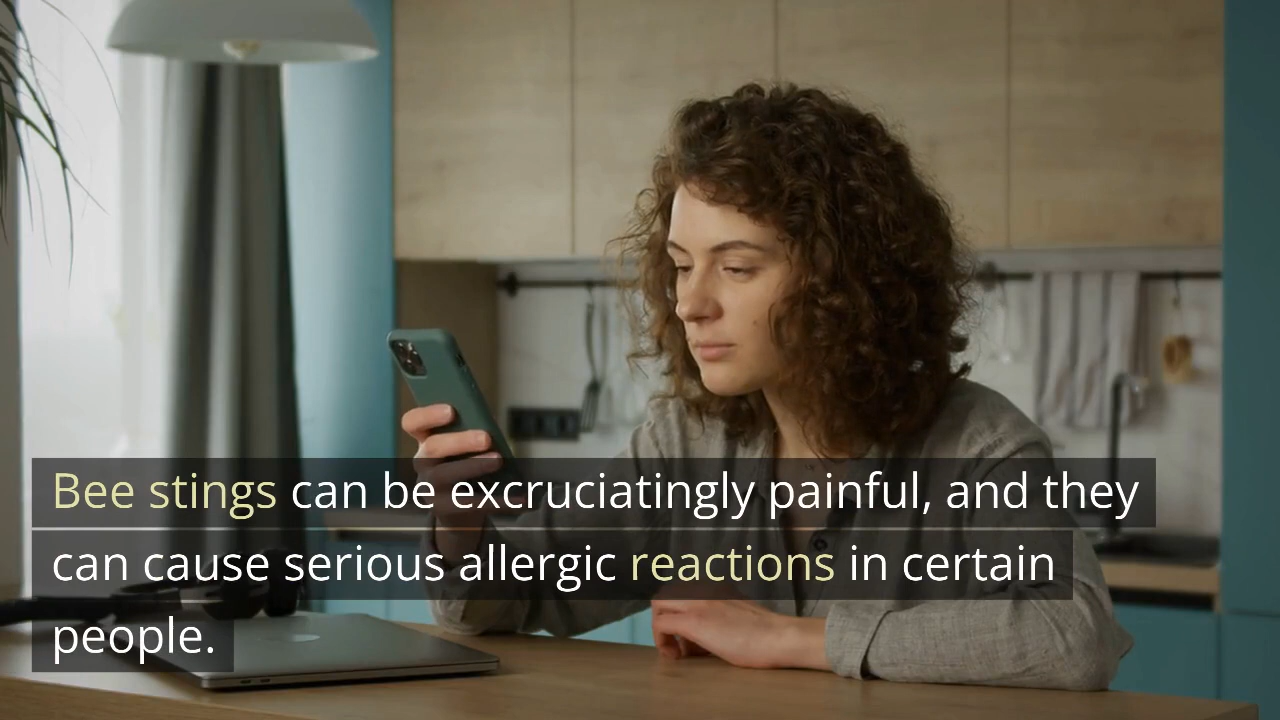 Bee stings can be excruciatingly painful, and they
can cause serious allergic reactions in certain
people.